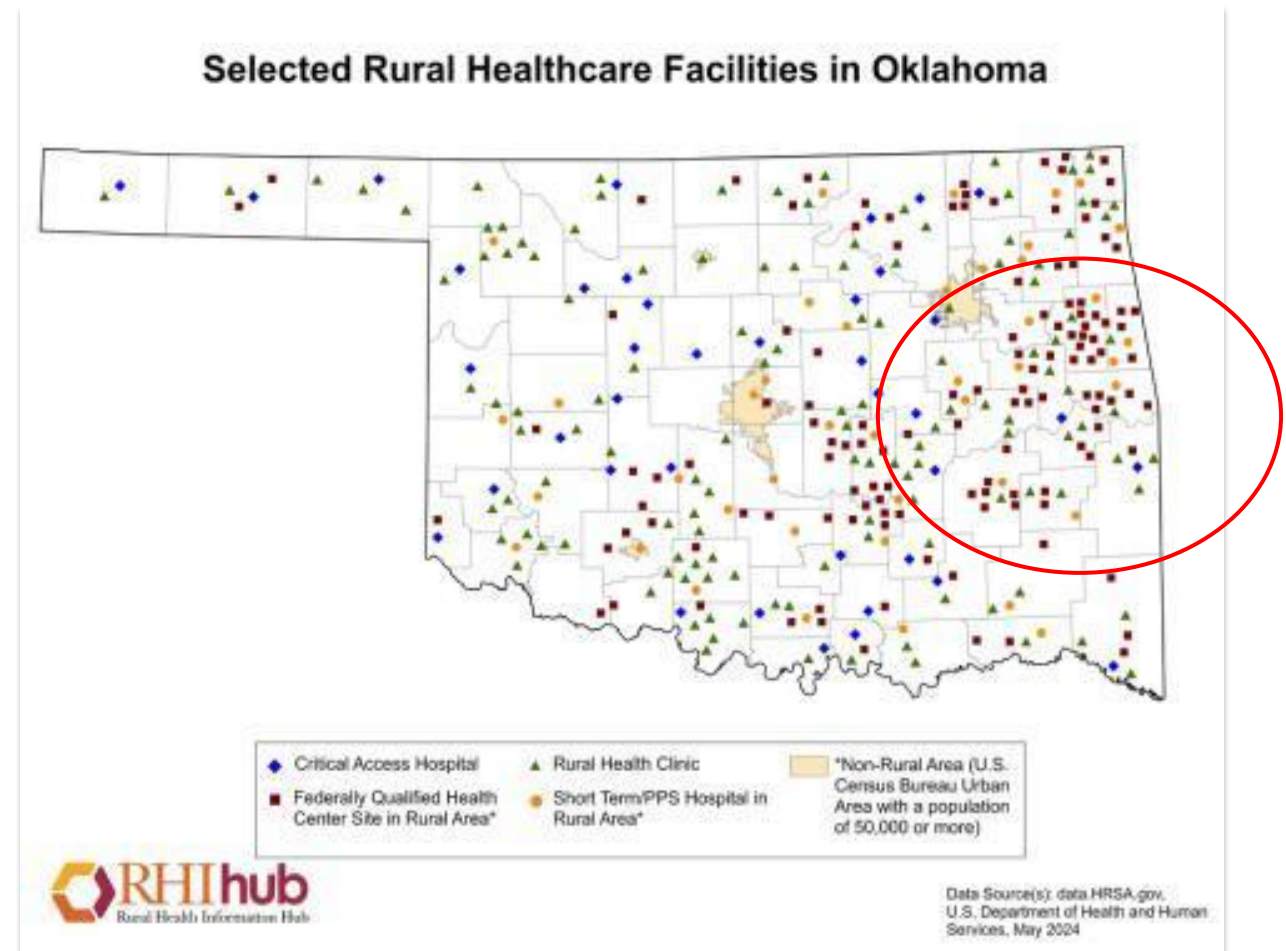 Selected Rural Healthcare Facilities in Oklahoma
Critical Access Hospital
Federally Qualified Health
Center Site in Rural Area*
Rural Health Clinic
Short Term/PPS Hospital in
Rural Area*
*Non-Rural Area (U.S.
Census Bureau Urban
Area with a population
of 50,000 or more)
RHIhub
Rural Health Information Hub
Data Source(s): data.HRSA.gov,
U.S. Department of Health and Human
Services, May 2024